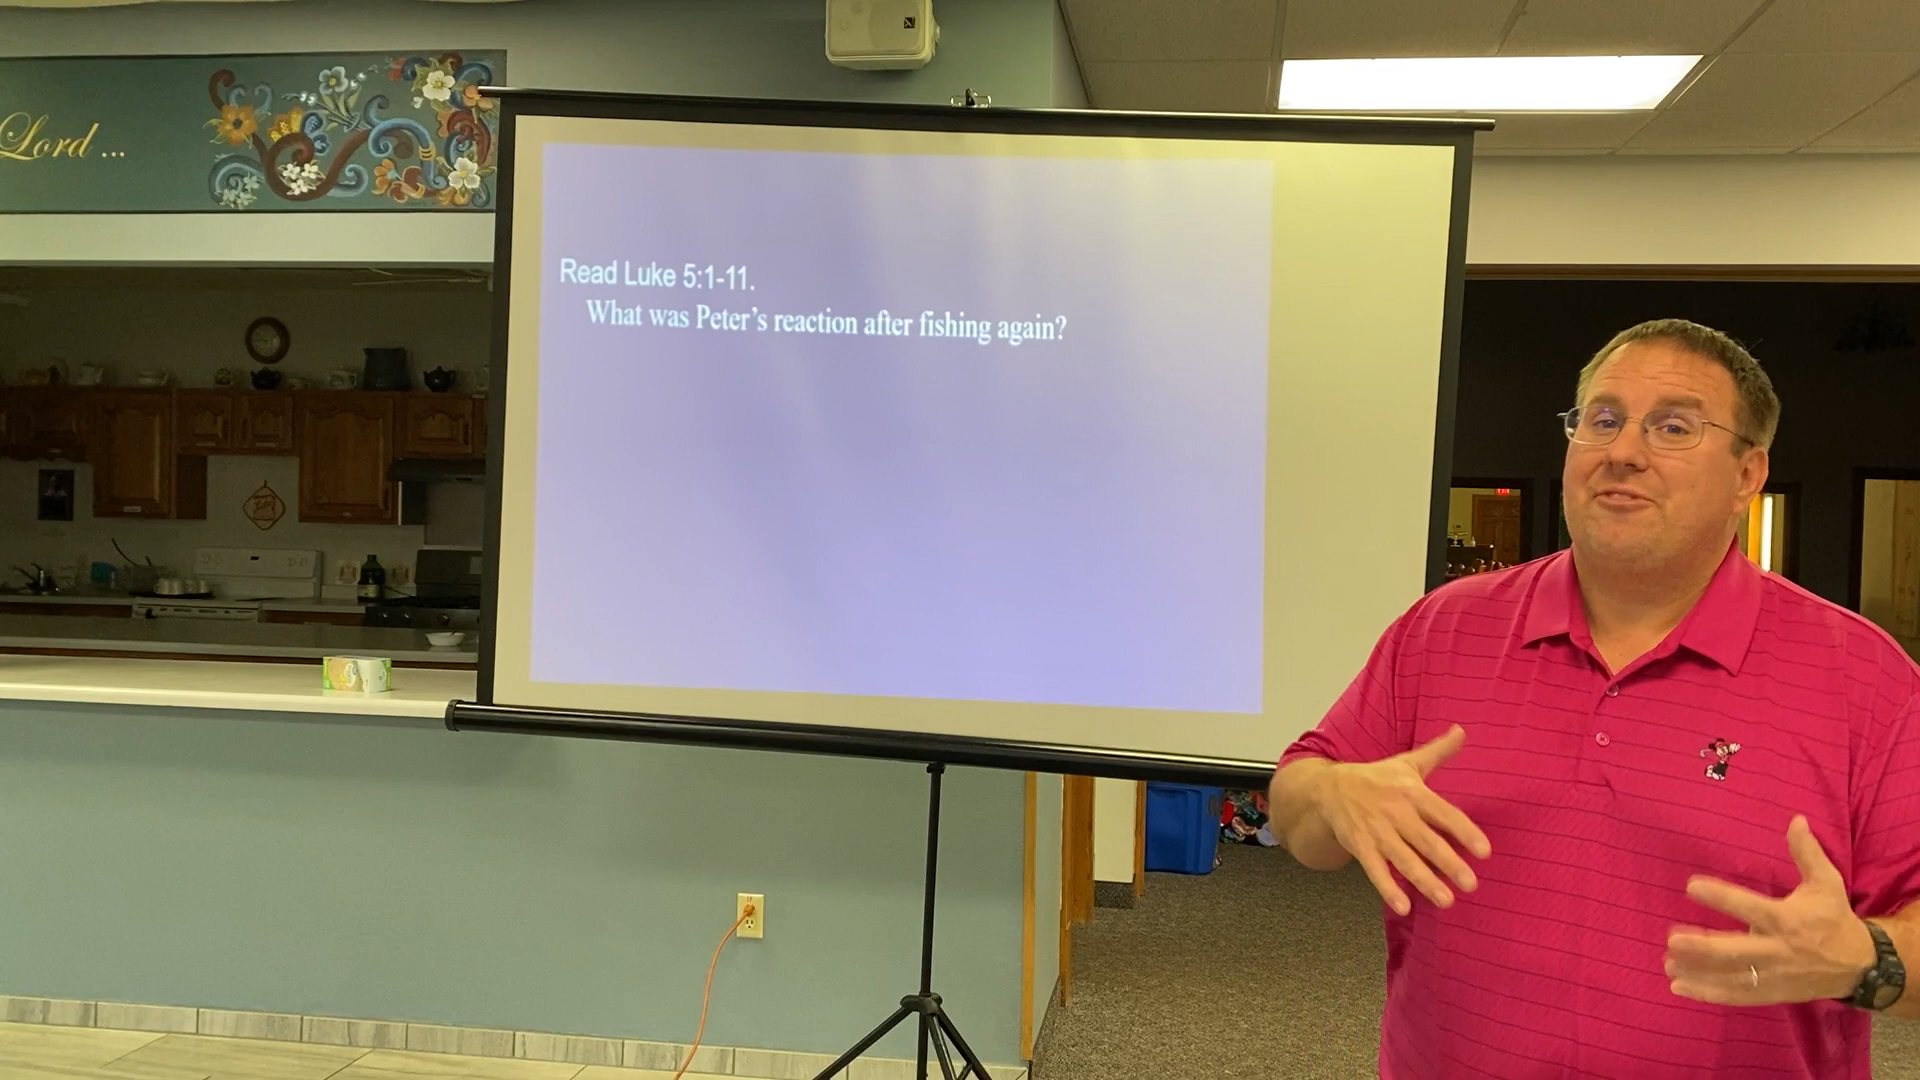 Lord ...
Read Luke 5:1-11.
What was Peter's reaction after fishing again?